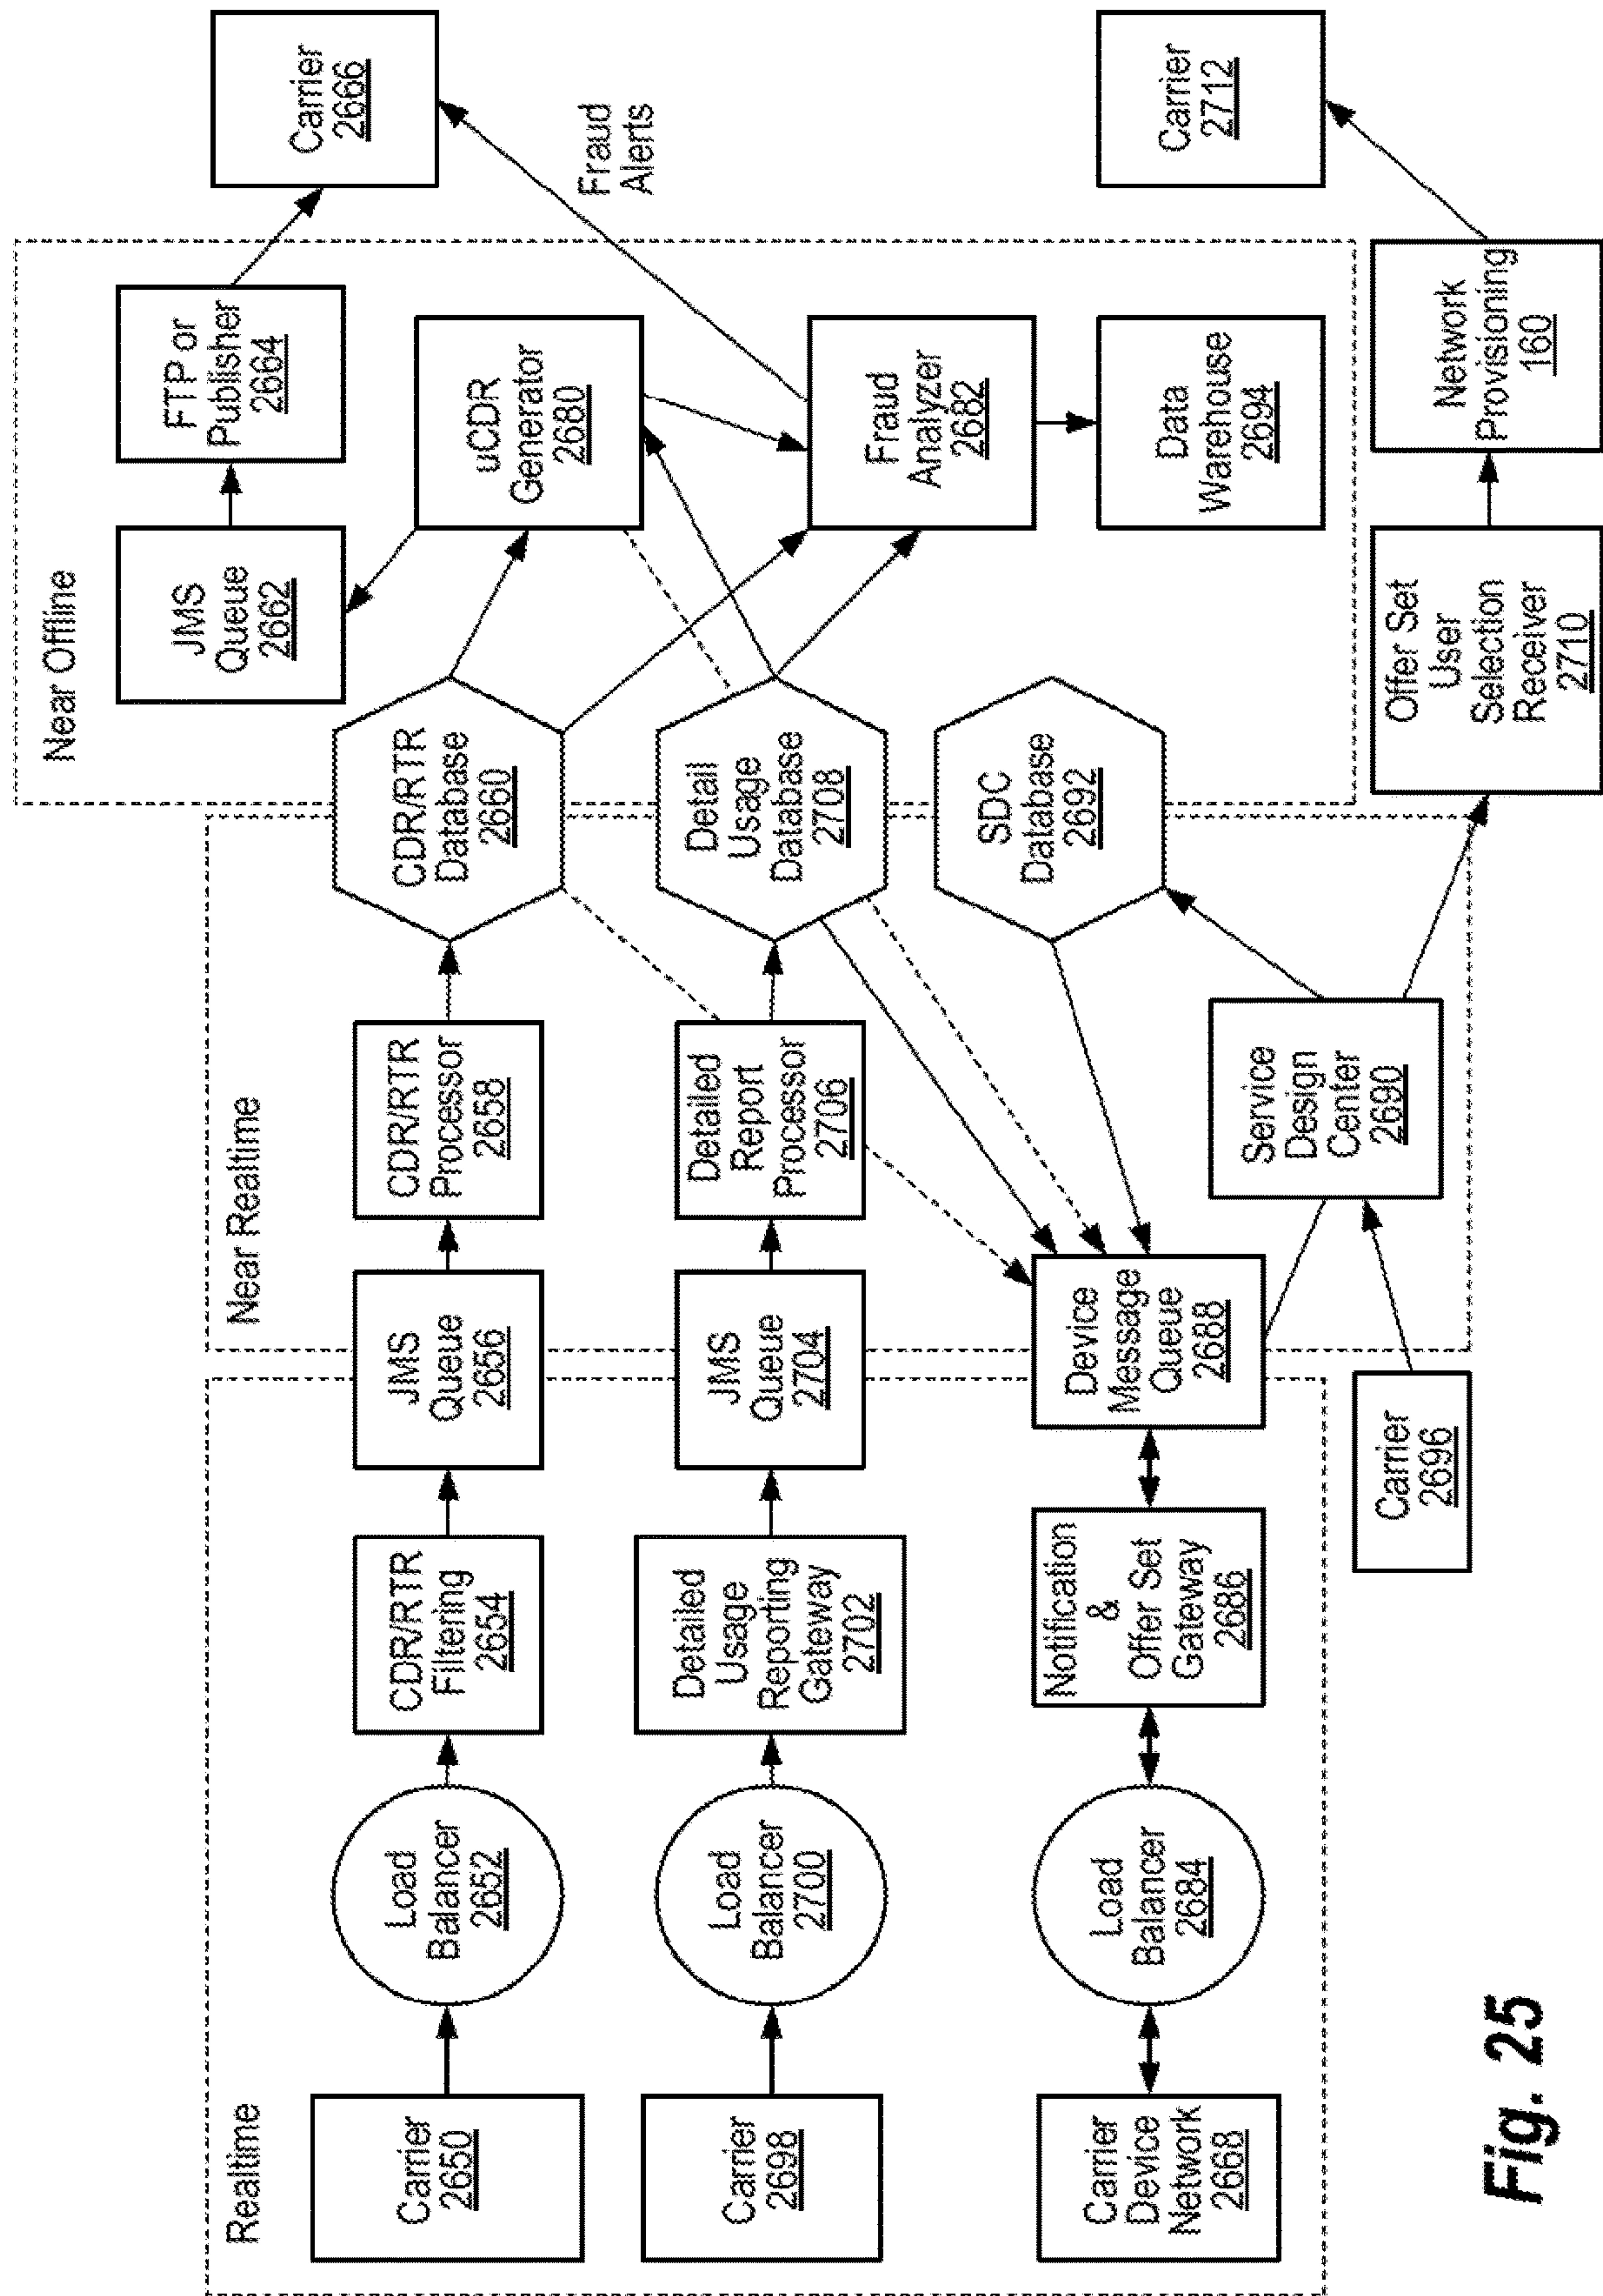 Realtime
Carrier
2650
Load
Balancer
2652
CDR/RTR
Filtering
2654
JMS
Queue
2656
Near Realtime
CDR/RTR
Processor
2658
CDR/RTR
Database
2660
Near Offline
JMS
Queue
2662
FTP or
Publisher
2664
Carrier
2666
Fraud
Alerts
uCDR
Generator
2680
Carrier
2698
Load
Balancer
2700
Detailed
Usage
Reporting
Gateway
2702
JMS
Queue
2704
Detailed
Report
Processor
2706
Detail
Usage
Database
2708
Fraud
Analyzer
2682
Data
Warehouse
2694
SDC
Database
2692
Carrier
Device
Network
2668
Load
Balancer
2684
Notification
&
Offer Set
Gateway
2686
Device
Message
Queue
2688
Service
Design
Center
2690
Carrier
2696
Offer Set
User
Selection
Receiver
2710
Network
Provisioning
160
Carrier
2712
Fig. 25